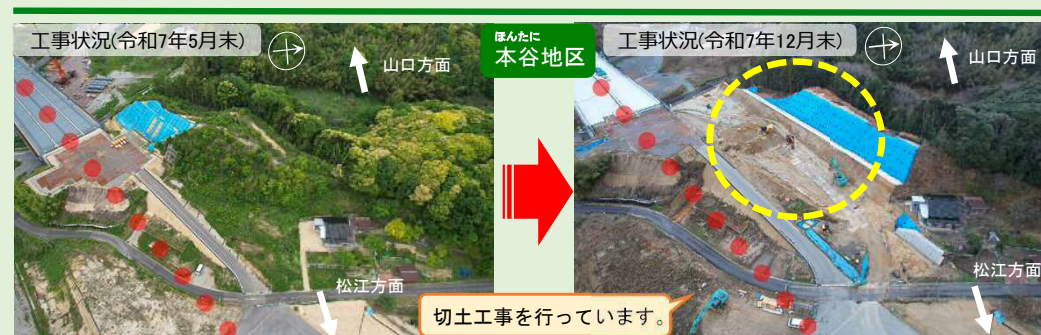 工事状況(令和7年5月末)
山口方面
松江方面
ほんたに
本谷地区
工事状況(令和7年12月末)
山口方面
松江方面
切土工事を行っています。